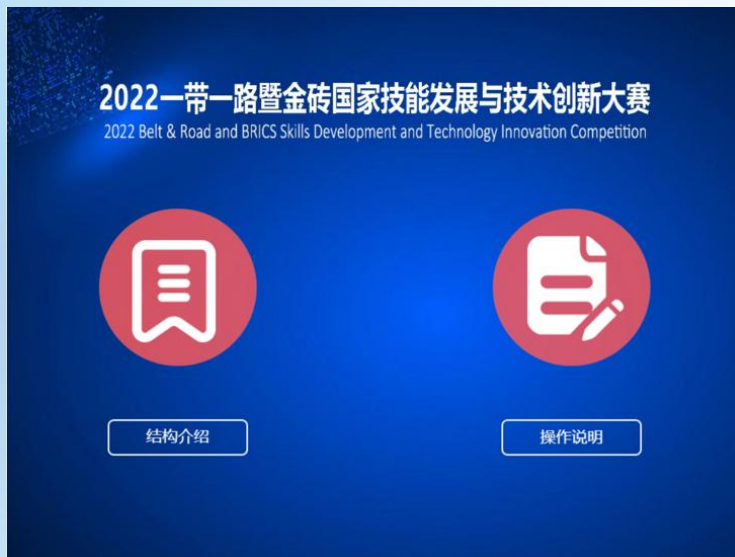 2022一带一路暨金砖国家技能发展与技术创新大赛
2022 Belt & Road and BRICS Skills Development and Technology Innovation Competition
结构介绍
操作说明